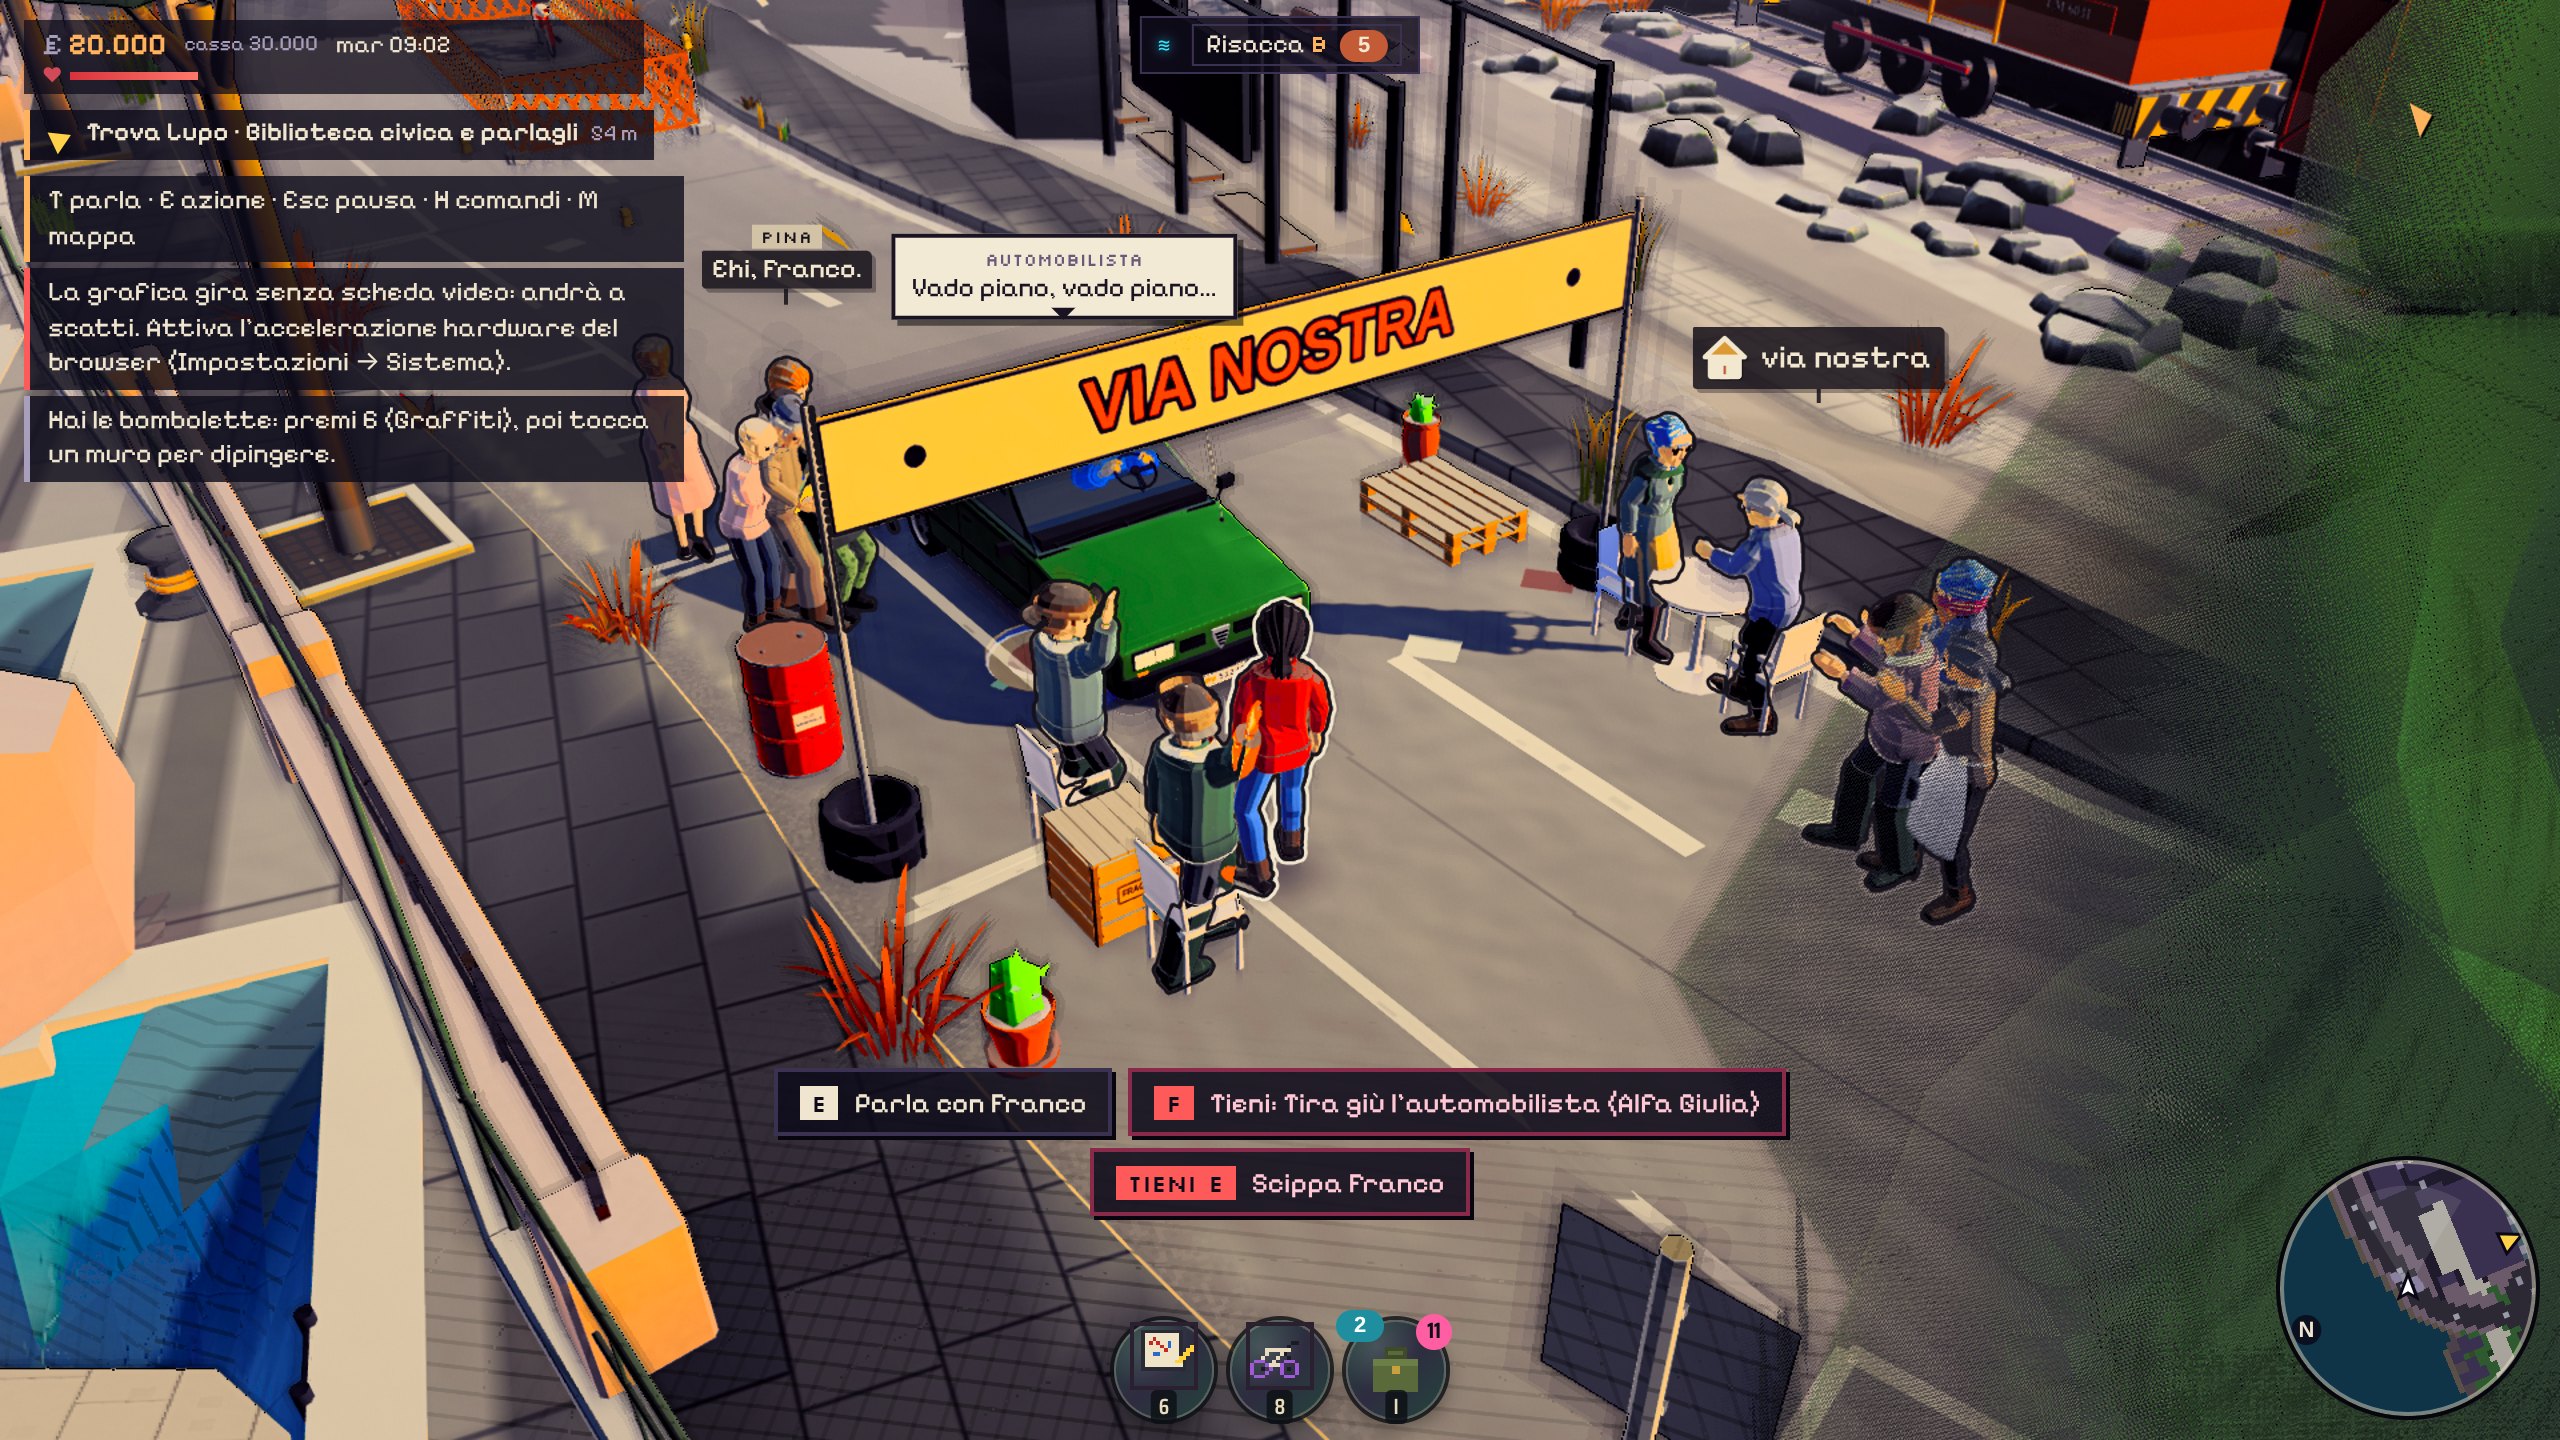 £ 80.000 cassa 30.000 mar 09:02
Trova Lupo · Biblioteca civica e parlagli 94 m
T parla · E azione · Esc pausa · H comandi · M
mappa
La grafica gira senza scheda video: andrà a
scatti. Attiva l'accelerazione hardware del
browser (Impostazioni → Sistema).
Hai le bombolette: premi 6 (Graffiti), poi tocca
un muro per dipingere.
Risacca B 5
PINA
Ehi, Franco.
AUTOMOBILISTA
Vado piano, vado piano...
VIA NOSTRA
via nostra
E Parla con Franco
F Tieni: Tira giù l'automobilista (Alfa Giulia)
TIENI E Scippa Franco
2 11
6 8 I
N